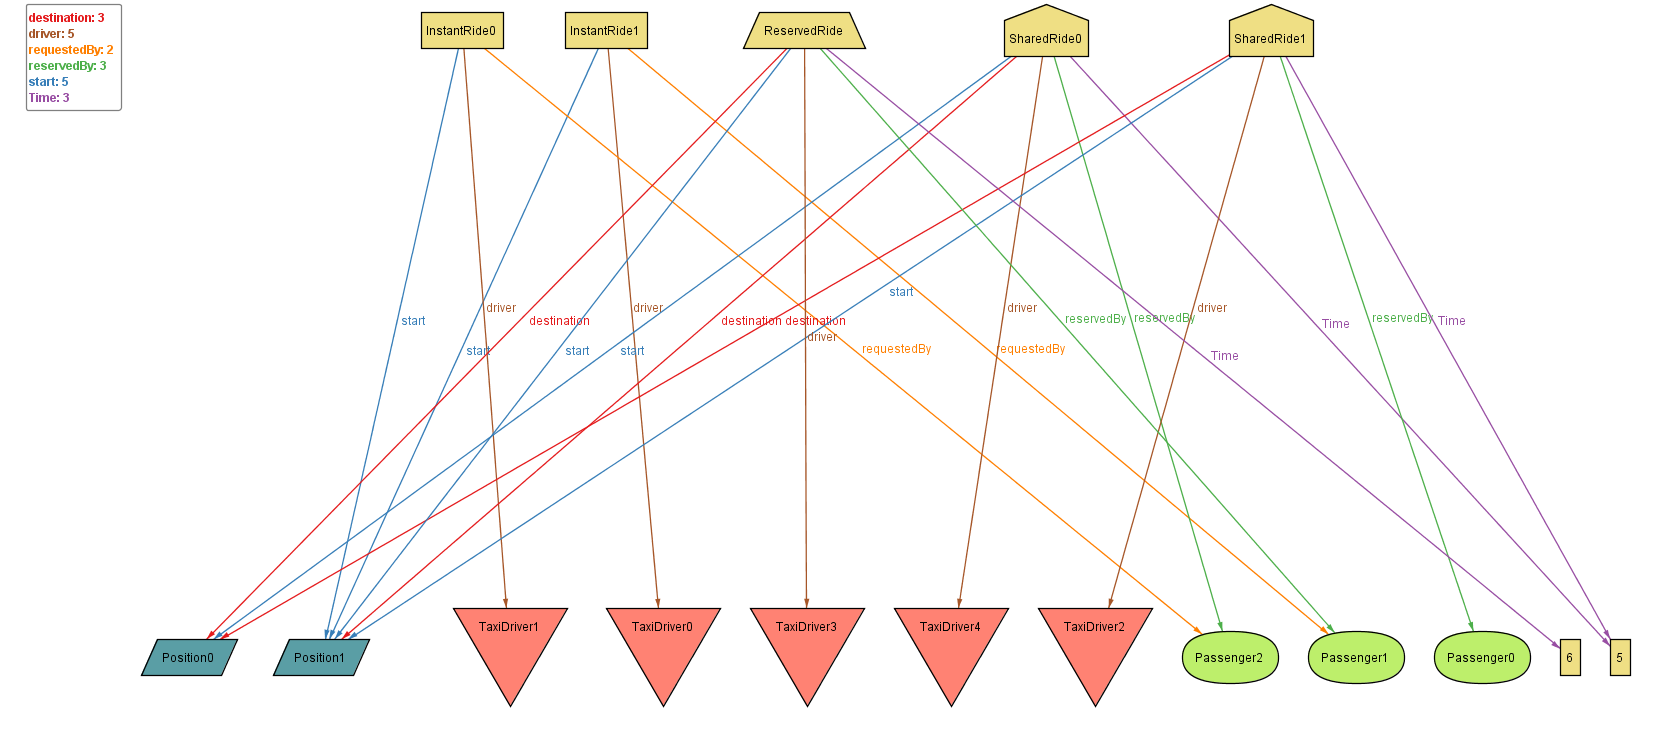 destination: 3
driver: 5
requestedBy: 2
reservedBy: 3
start: 5
Time: 3
InstantRide0
InstantRide1
ReservedRide
SharedRide0
SharedRide1
start
driver
driver
driver
driver
reservedBy
reservedBy
reservedBy
start
destination
destination
destination
Time
Time
driver
start
start
start
requestedBy
requestedBy
Time
TaxiDriver1
TaxiDriver0
TaxiDriver3
TaxiDriver4
TaxiDriver2
Position0
Position1
Passenger2
Passenger1
Passenger0
6
5